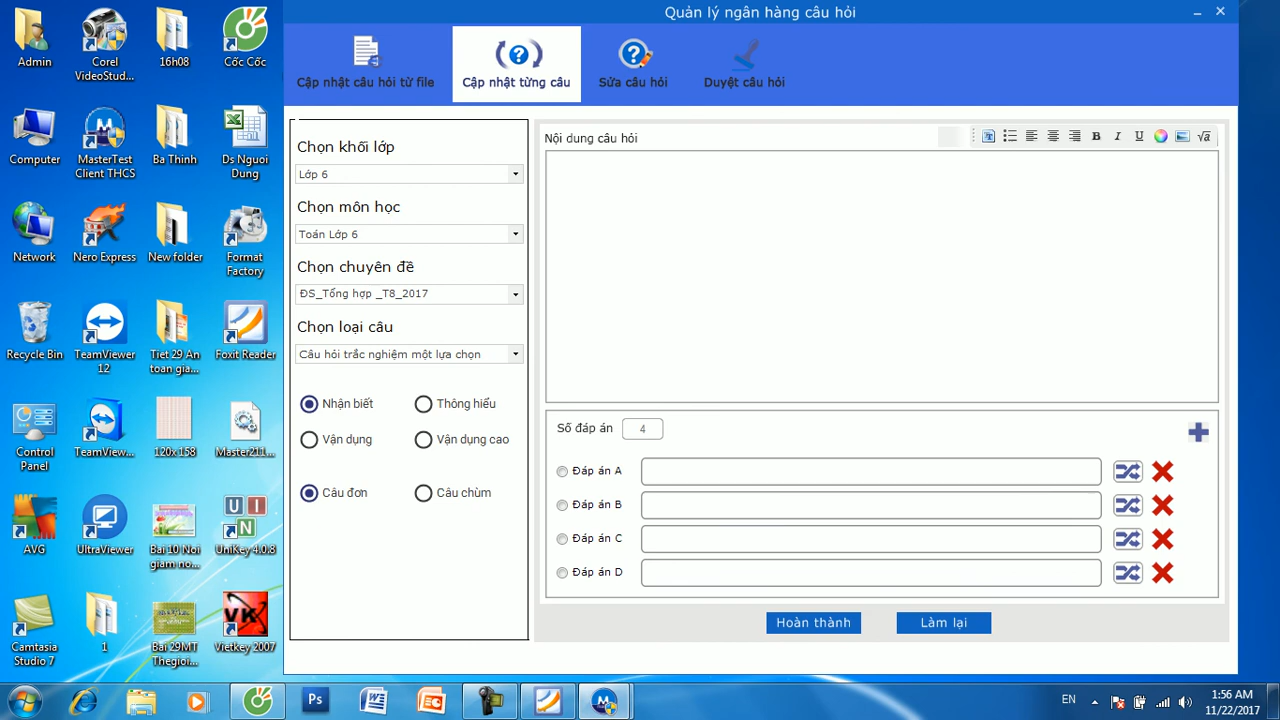 Quản lý ngân hàng câu hỏi
Cập nhật câu hỏi từ file
Cập nhật từng câu
Sửa câu hỏi
Duyệt câu hỏi
Chọn khối lớp
Lớp 6
Chọn môn học
Toán Lớp 6
Chọn chuyên đề
ĐS_Tổng hợp _T8_2017
Chọn loại câu
Câu hỏi trắc nghiệm một lựa chọn
Nhận biết
Thông hiểu
Vận dụng
Vận dụng cao
Câu đơn
Câu chùm
Nội dung câu hỏi
B
I
U
√a
Số đáp án
4
Đáp án A
Đáp án B
Đáp án C
Đáp án D
Hoàn thành
Làm lại
Admin
Corel
VideoStud...
16h08
Cốc Cốc
Computer
MasterTest
Client THCS
Ba Thinh
Ds Nguoi
Dung
Network
Nero Express
New folder
Format
Factory
Recycle Bin
TeamViewer
12
Tiet 29 An
toan gia...
Foxit Reader
Control
Panel
TeamView...
120x 158
Master211...
AVG
UltraViewer
Bai 10 Noi
giam no...
U I
N
UniKey 4.0.8
Camtasia
Studio 7
1
Bai 29MT
Thegioi...
VK
Vietkey 2007
Ps
EN
1:56 AM
11/22/2017